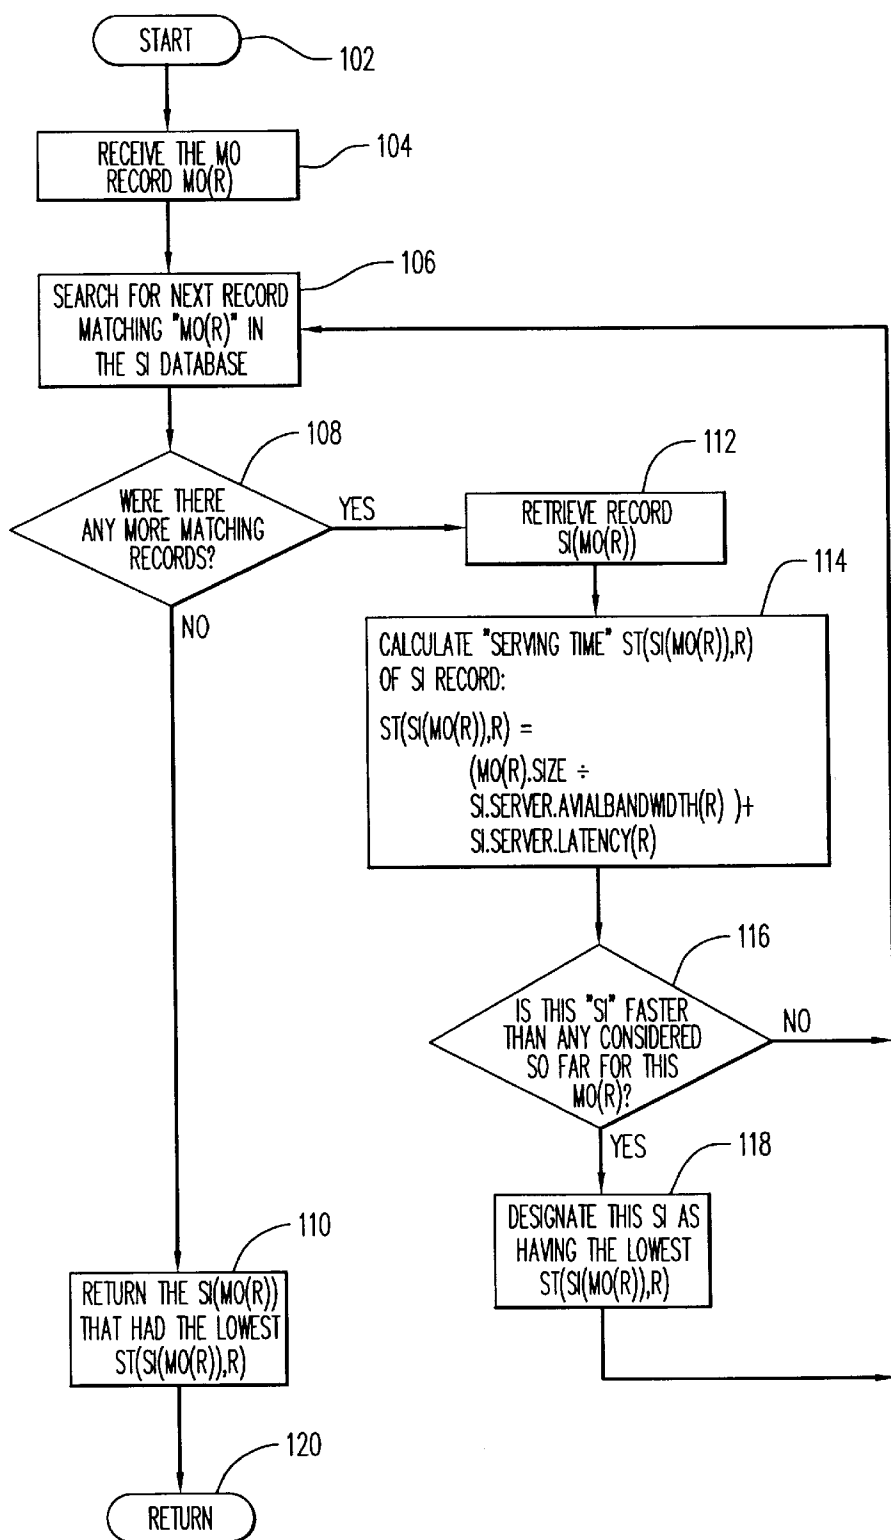 START
102
RECEIVE THE MO
RECORD MO(R)
104
SEARCH FOR NEXT RECORD
MATCHING "MO(R)" IN
THE SI DATABASE
106
WERE THERE
ANY MORE MATCHING
RECORDS?
108
YES
NO
RETRIEVE RECORD
SI(MO(R))
112
CALCULATE "SERVING TIME" ST(SI(MO(R)),R)
OF SI RECORD:
ST(SI(MO(R)),R) =
(MO(R).SIZE ÷
SI.SERVER.AVIALBANDWIDTH(R) )+
SI.SERVER.LATENCY(R)
114
IS THIS "SI" FASTER
THAN ANY CONSIDERED
SO FAR FOR THIS
MO(R)?
116
NO
YES
DESIGNATE THIS SI AS
HAVING THE LOWEST
ST(SI(MO(R)),R)
118
RETURN THE SI(MO(R))
THAT HAD THE LOWEST
ST(SI(MO(R)),R)
110
RETURN
120